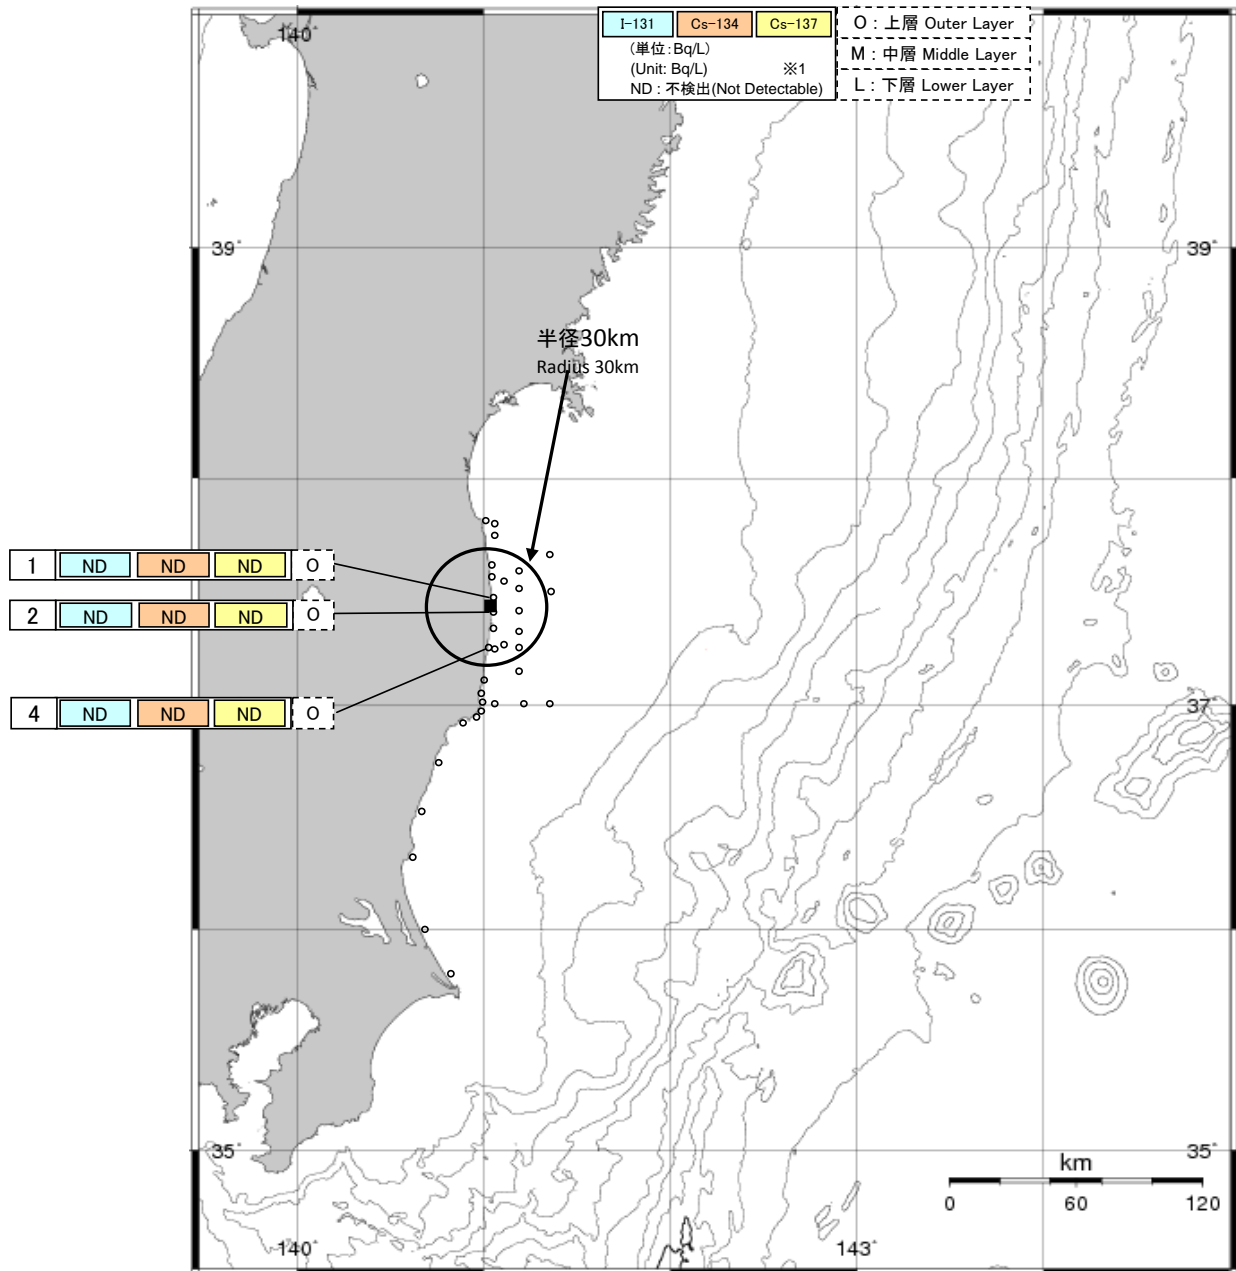 140°
I-131 Cs-134 Cs-137
(単位:Bq/L)
(Unit: Bq/L) ※1
ND : 不検出(Not Detectable)
O : 上層 Outer Layer
M : 中層 Middle Layer
L : 下層 Lower Layer
39° 39°
半径30km
Radius 30km
1 ND ND ND O
2 ND ND ND O
4 ND ND ND O
37°
35° 35°
km
0 60 120
140° 143°